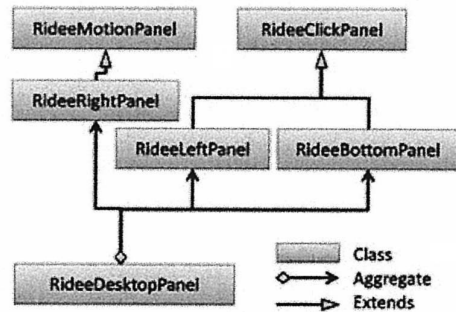 RideeMotionPanel
RideeClickPanel
RideeRightPanel
RideeLeftPanel
RideeBottomPanel
RideeDesktopPanel
Class
Aggregate
Extends